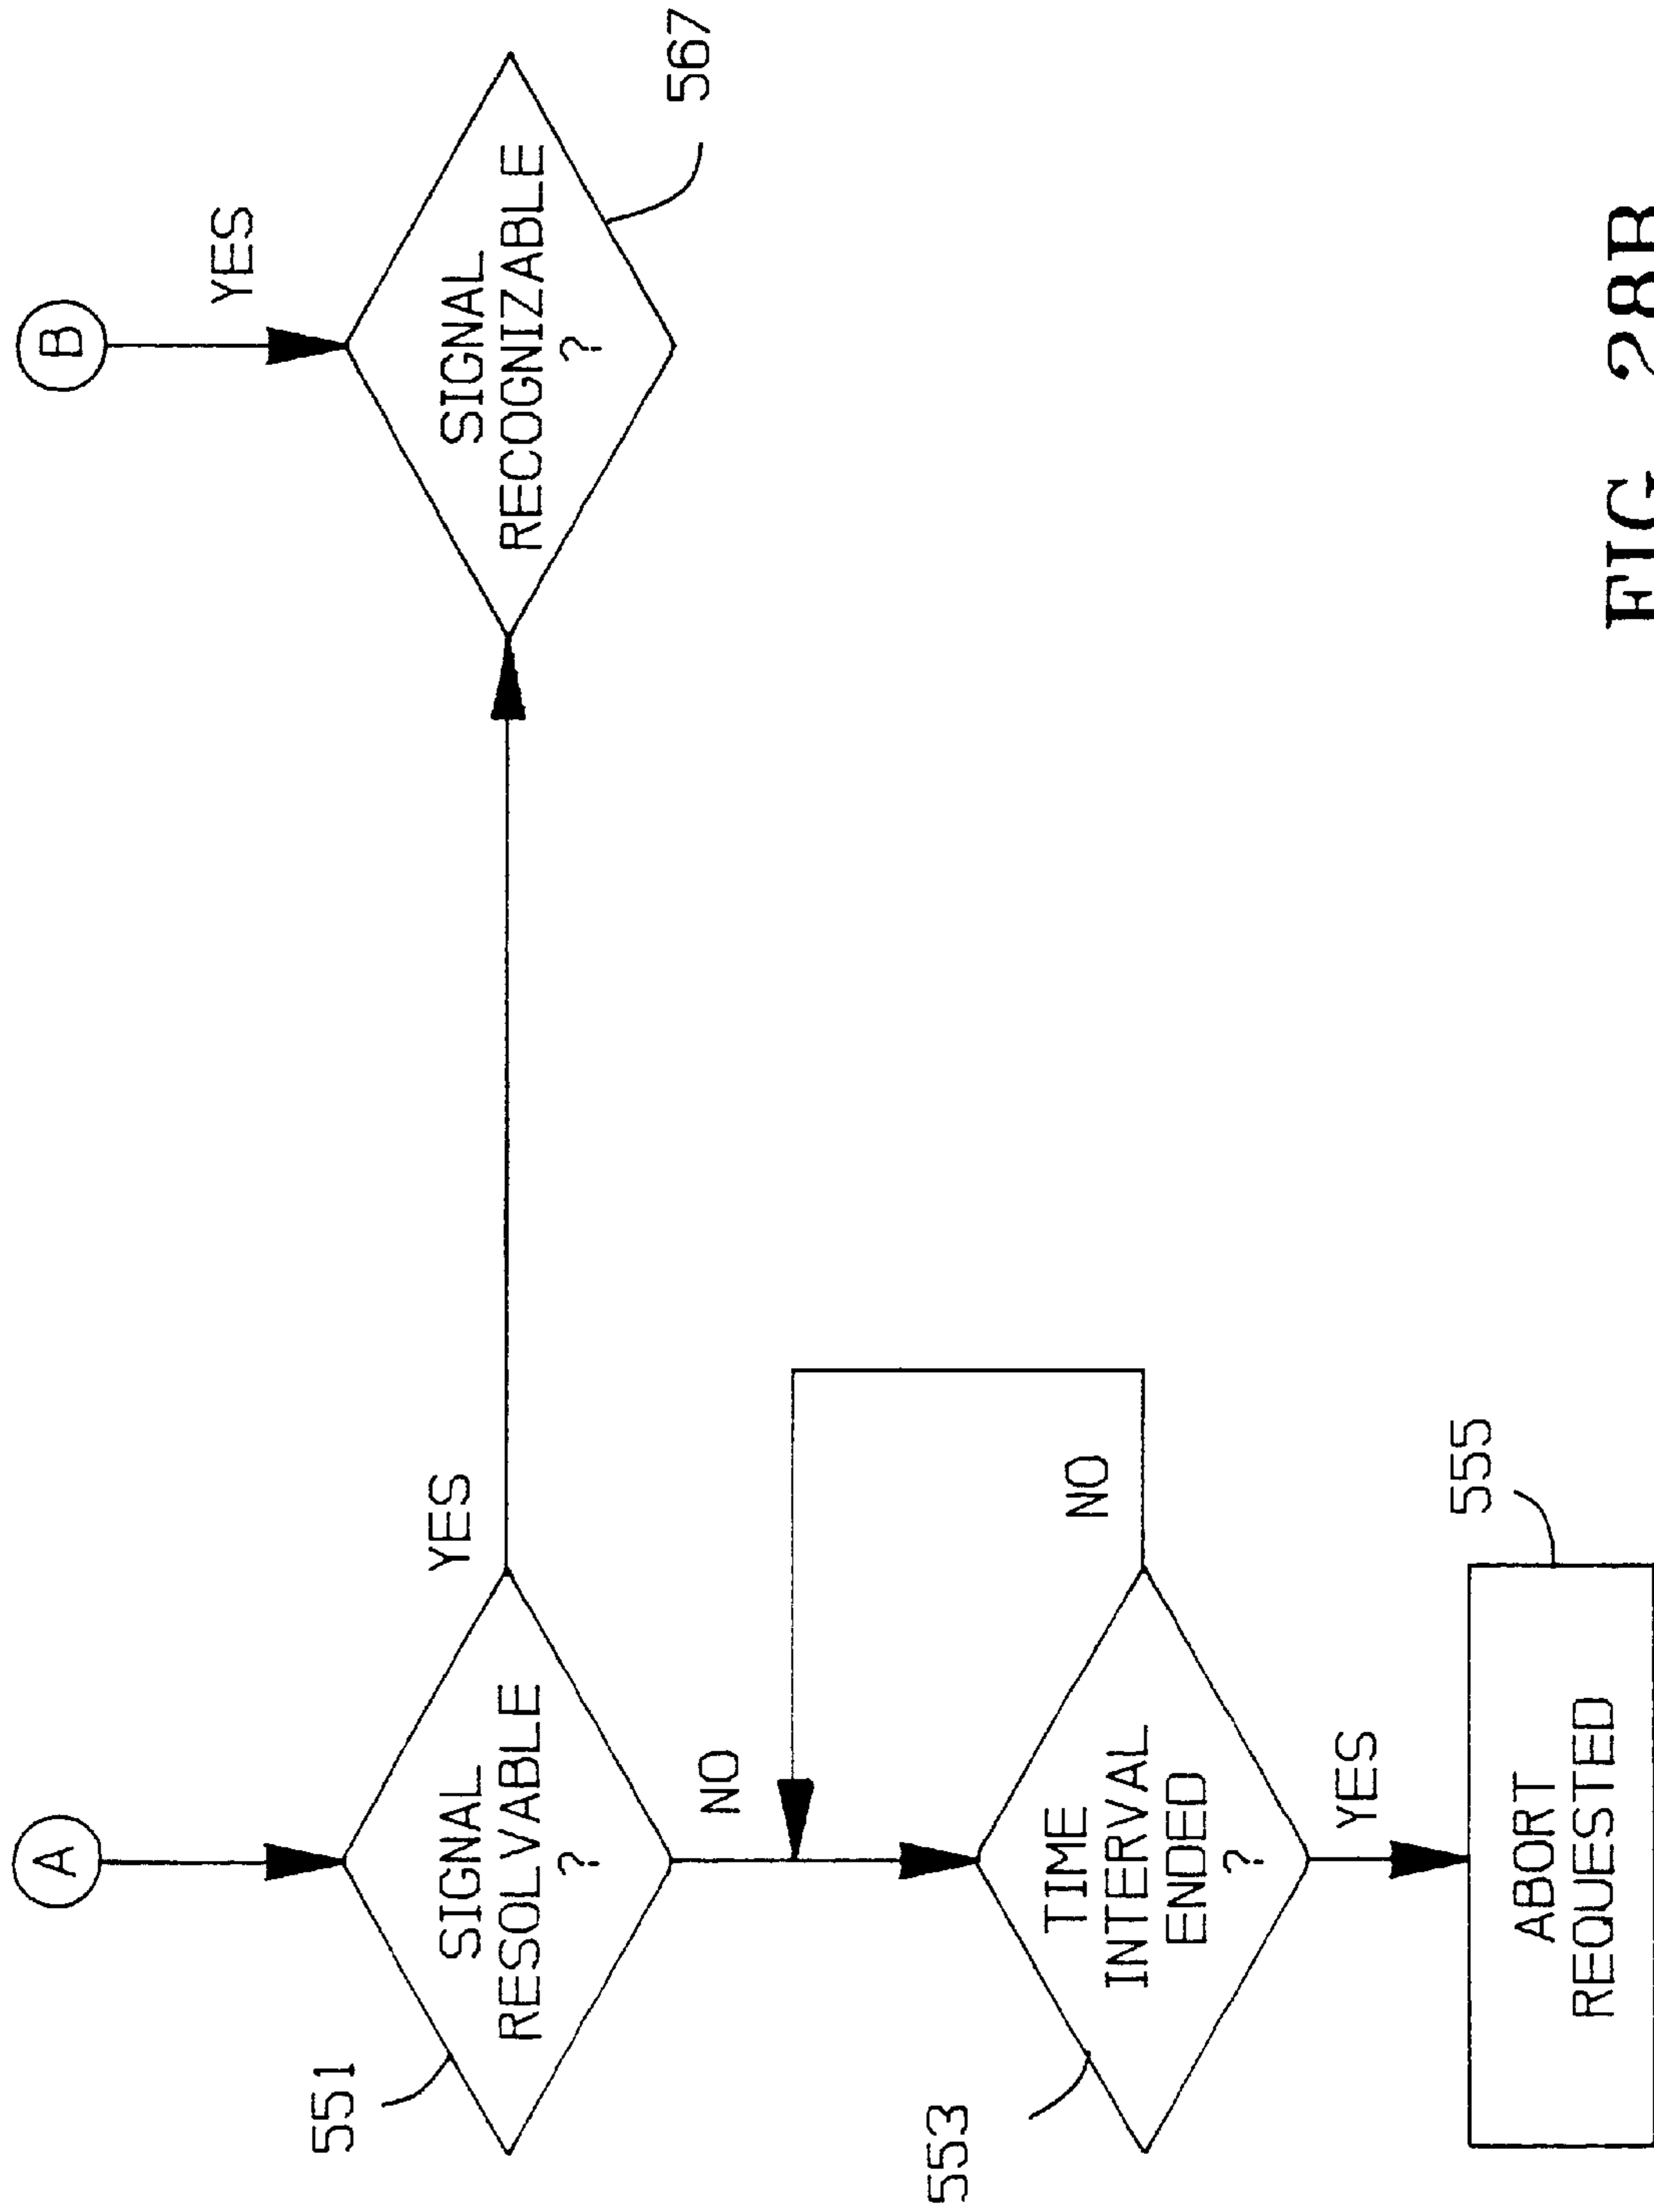 A
551
SIGNAL
RESOLVABLE
?
YES
NO
553
TIME
INTERVAL
ENDED
?
NO
YES
555
ABORT
REQUESTED
B
YES
SIGNAL
RECOGNIZABLE
?
567
FIG. 28B